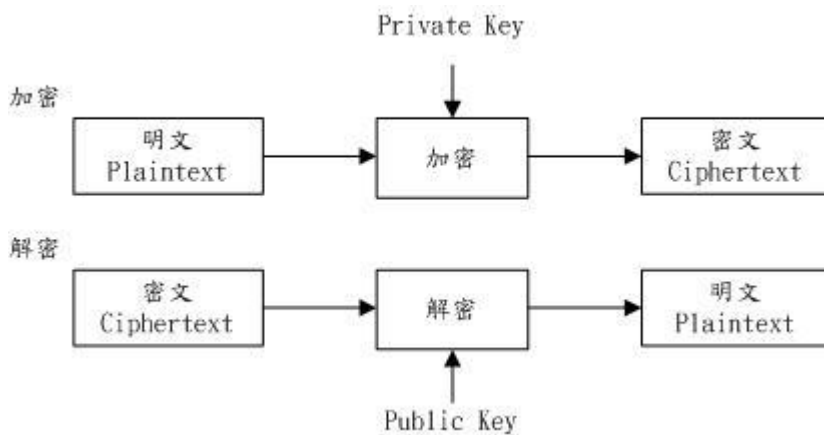 Private Key
加密
明文
Plaintext
加密
密文
Ciphertext
解密
密文
Ciphertext
解密
明文
Plaintext
Public Key